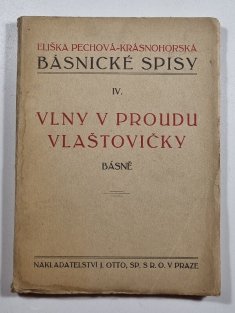 ELIŠKA PECHOVÁ-KRÁSNOHORSKÁ
BÁSNICKÉ SPISY
IV.
VLNY V PROUDU
VLAŠTOVIČKY
BÁSNĚ
NAKLADATELSTVÍ J. OTTO, SP. S R. O. V PRAZE